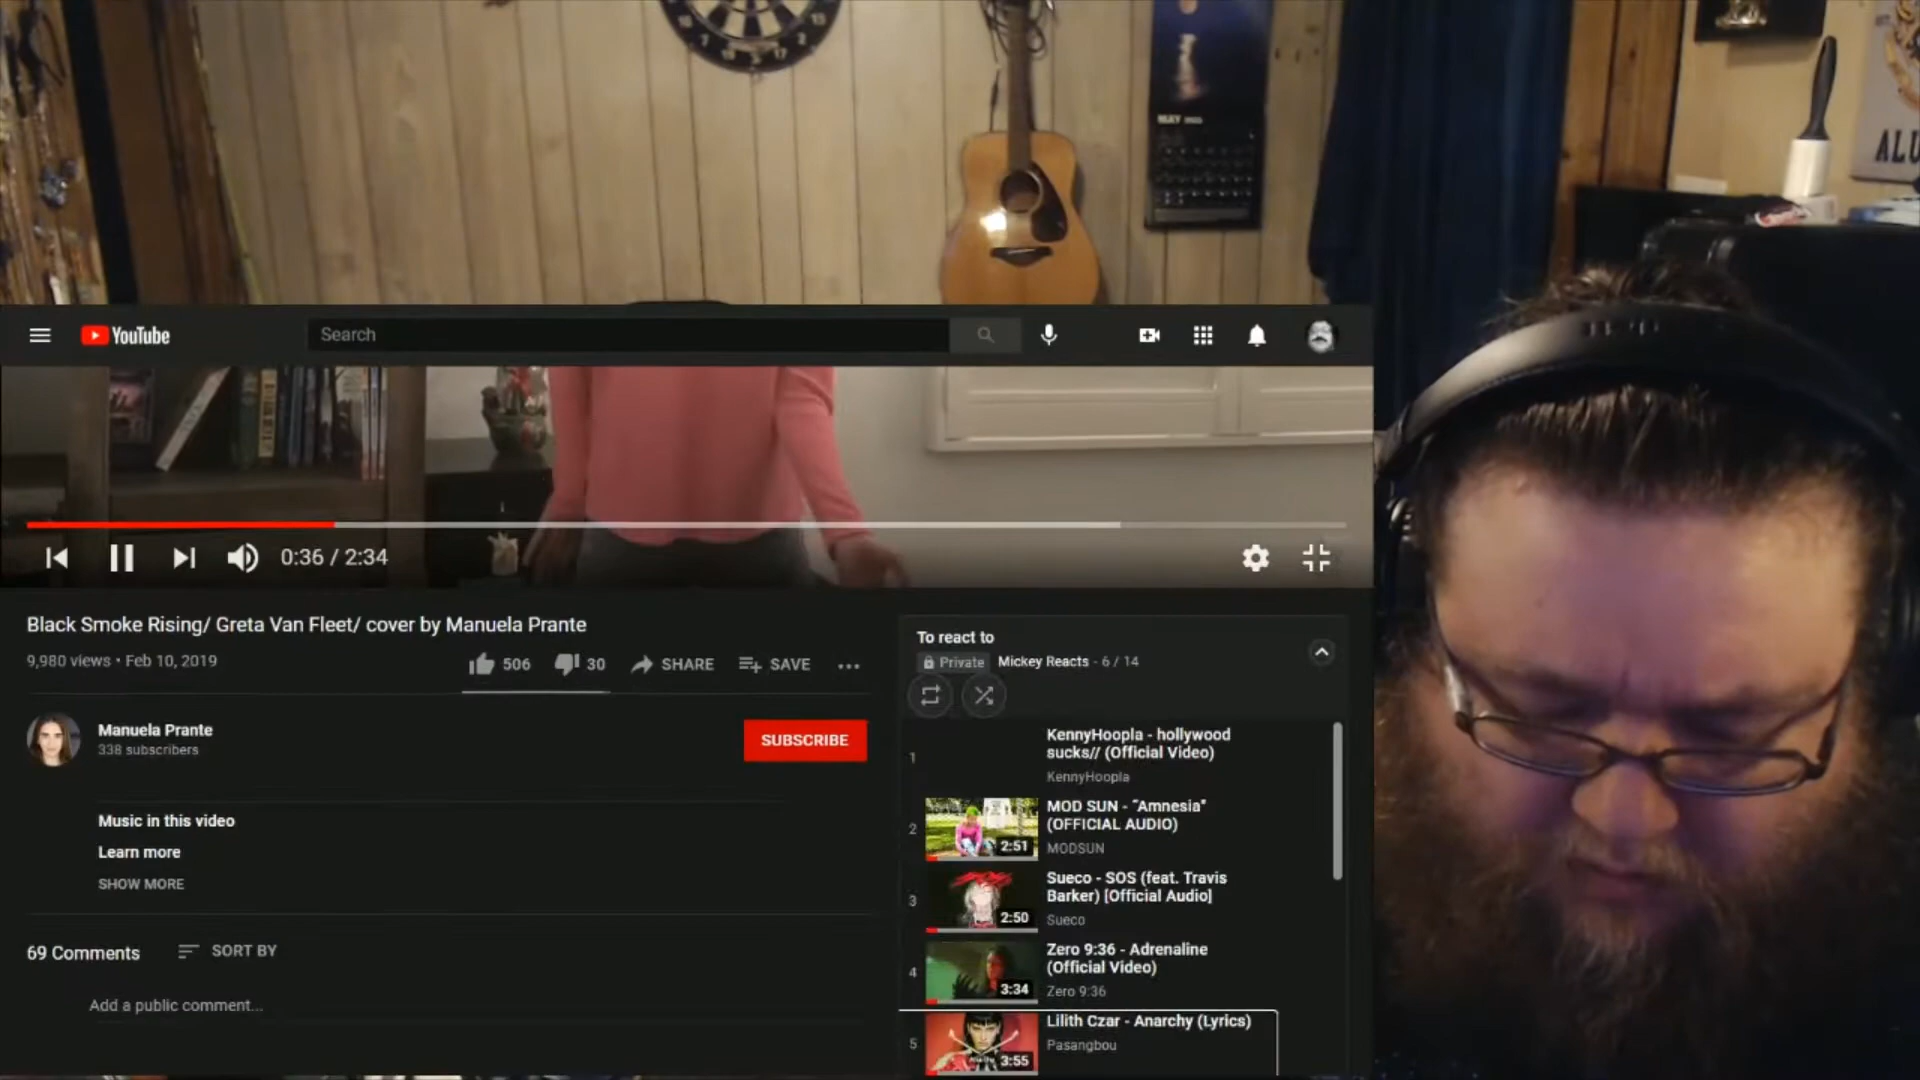 MAY
ALU
YouTube
Search
0:36 / 2:34
Black Smoke Rising/ Greta Van Fleet/ cover by Manuela Prante
9,980 views • Feb 10, 2019
506
30
SHARE
SAVE
Manuela Prante
338 subscribers
SUBSCRIBE
Music in this video
Learn more
SHOW MORE
69 Comments
SORT BY
Add a public comment...
To react to
Private
Mickey Reacts - 6 / 14
1
KennyHoopla - hollywood
sucks// (Official Video)
KennyHoopla
2
2:51
MOD SUN - "Amnesia"
(OFFICIAL AUDIO)
MODSUN
3
2:50
Sueco - SOS (feat. Travis
Barker) [Official Audio]
Sueco
4
3:34
Zero 9:36 - Adrenaline
(Official Video)
Zero 9:36
5
3:55
Lilith Czar - Anarchy (Lyrics)
Pasangbou